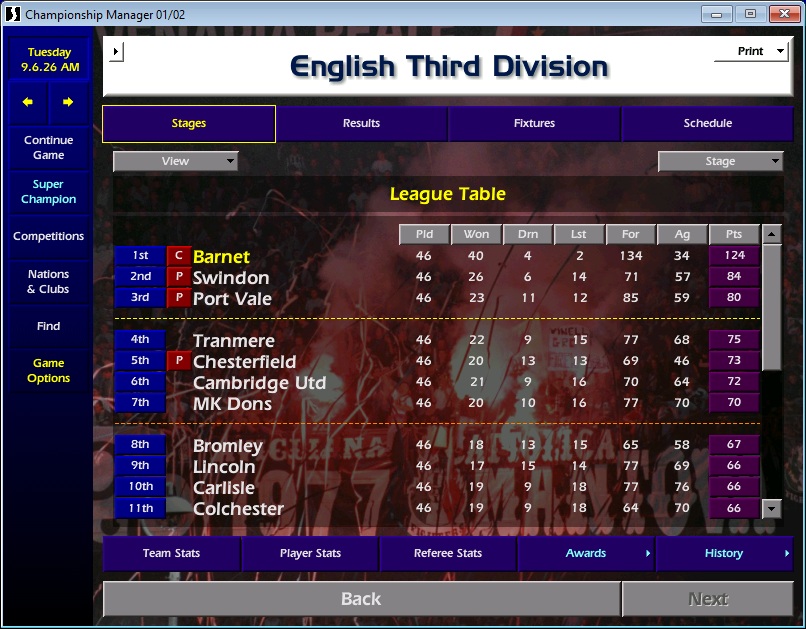 Championship Manager 01/02
Tuesday
9.6.26 AM
Continue
Game
Super
Champion
Competitions
Nations
& Clubs
Find
Game
Options
English Third Division
Print
Stages Results Fixtures Schedule
View Stage
League Table
Pld Won Drn Lst For Ag Pts
1st C Barnet 46 40 4 2 134 34 124
2nd P Swindon 46 26 6 14 71 57 84
3rd P Port Vale 46 23 11 12 85 59 80
4th Tranmere 46 22 9 15 77 68 75
5th P Chesterfield 46 20 13 13 69 46 73
6th Cambridge Utd 46 21 9 16 70 64 72
7th MK Dons 46 20 10 16 77 70 70
8th Bromley 46 18 13 15 65 58 67
9th Lincoln 46 17 15 14 77 69 66
10th Carlisle 46 19 9 18 77 76 66
11th Colchester 46 19 9 18 64 70 66
Team Stats Player Stats Referee Stats Awards History
Back Next